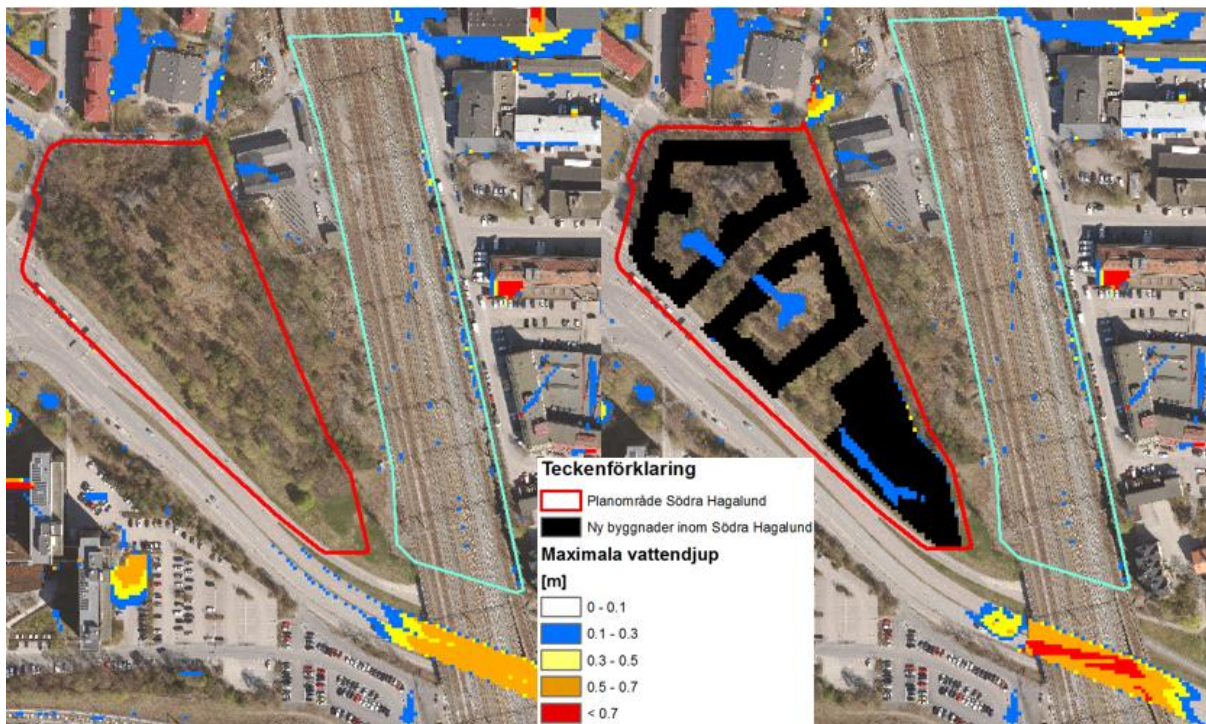 Teckenförklaring
Planområde Södra Hagalund
Ny byggnader inom Södra Hagalund
Maximala vattendjup
[m]
0 - 0.1
0.1 - 0.3
0.3 - 0.5
0.5 - 0.7
< 0.7